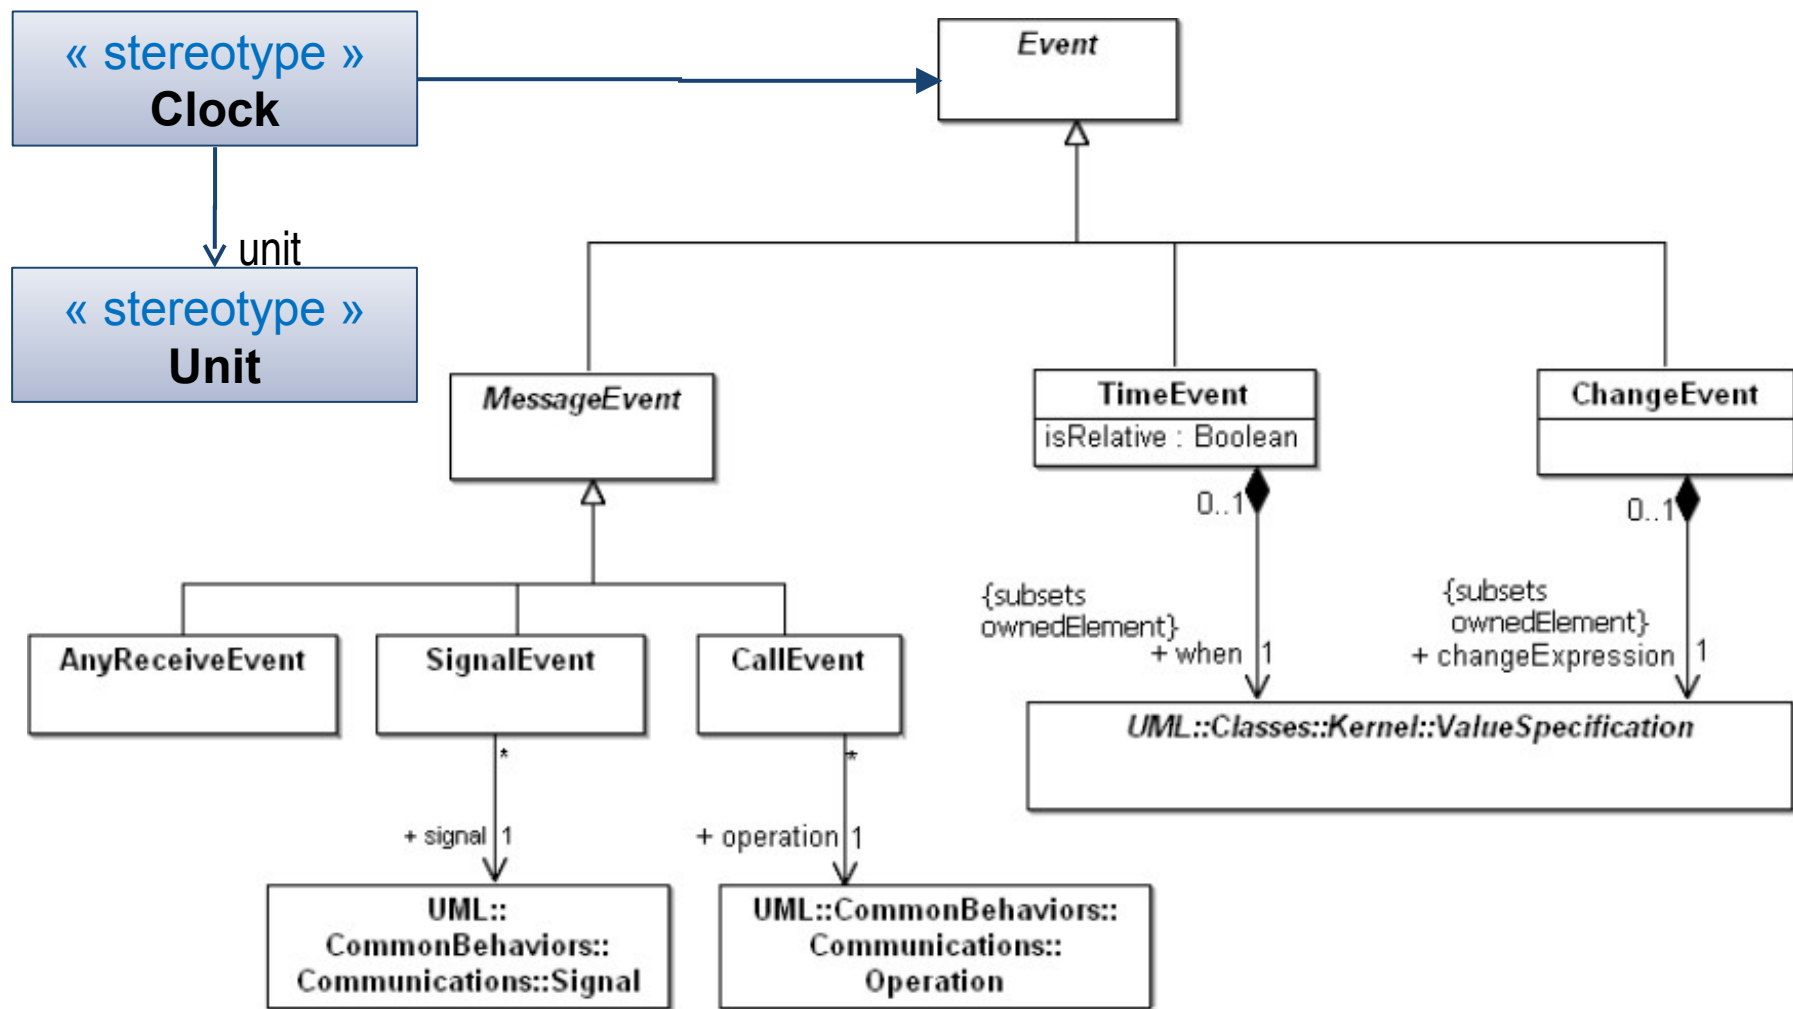 « stereotype »
Clock
Event
unit
« stereotype »
Unit
MessageEvent
TimeEvent
isRelative : Boolean
ChangeEvent
0..1
0..1
{subsets
ownedElement}
+ when
1
{subsets
ownedElement}
+ changeExpression
1
AnyReceiveEvent
SignalEvent
CallEvent
UML::Classes::Kernel::ValueSpecification
*
*
+ signal
1
+ operation
1
UML::
CommonBehaviors::
Communications::Signal
UML::CommonBehaviors::
Communications::
Operation